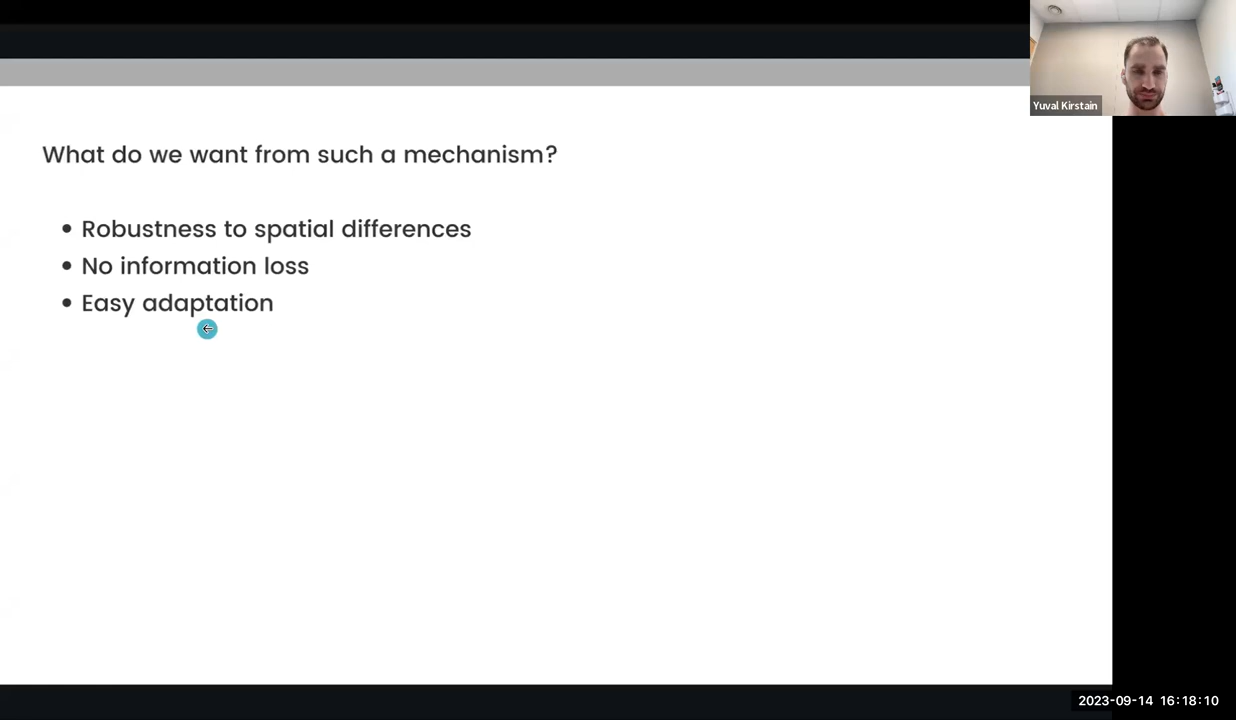 Yuval Kirstain
What do we want from such a mechanism?
• Robustness to spatial differences
• No information loss
• Easy adaptation
2023-09-14 16:18:10